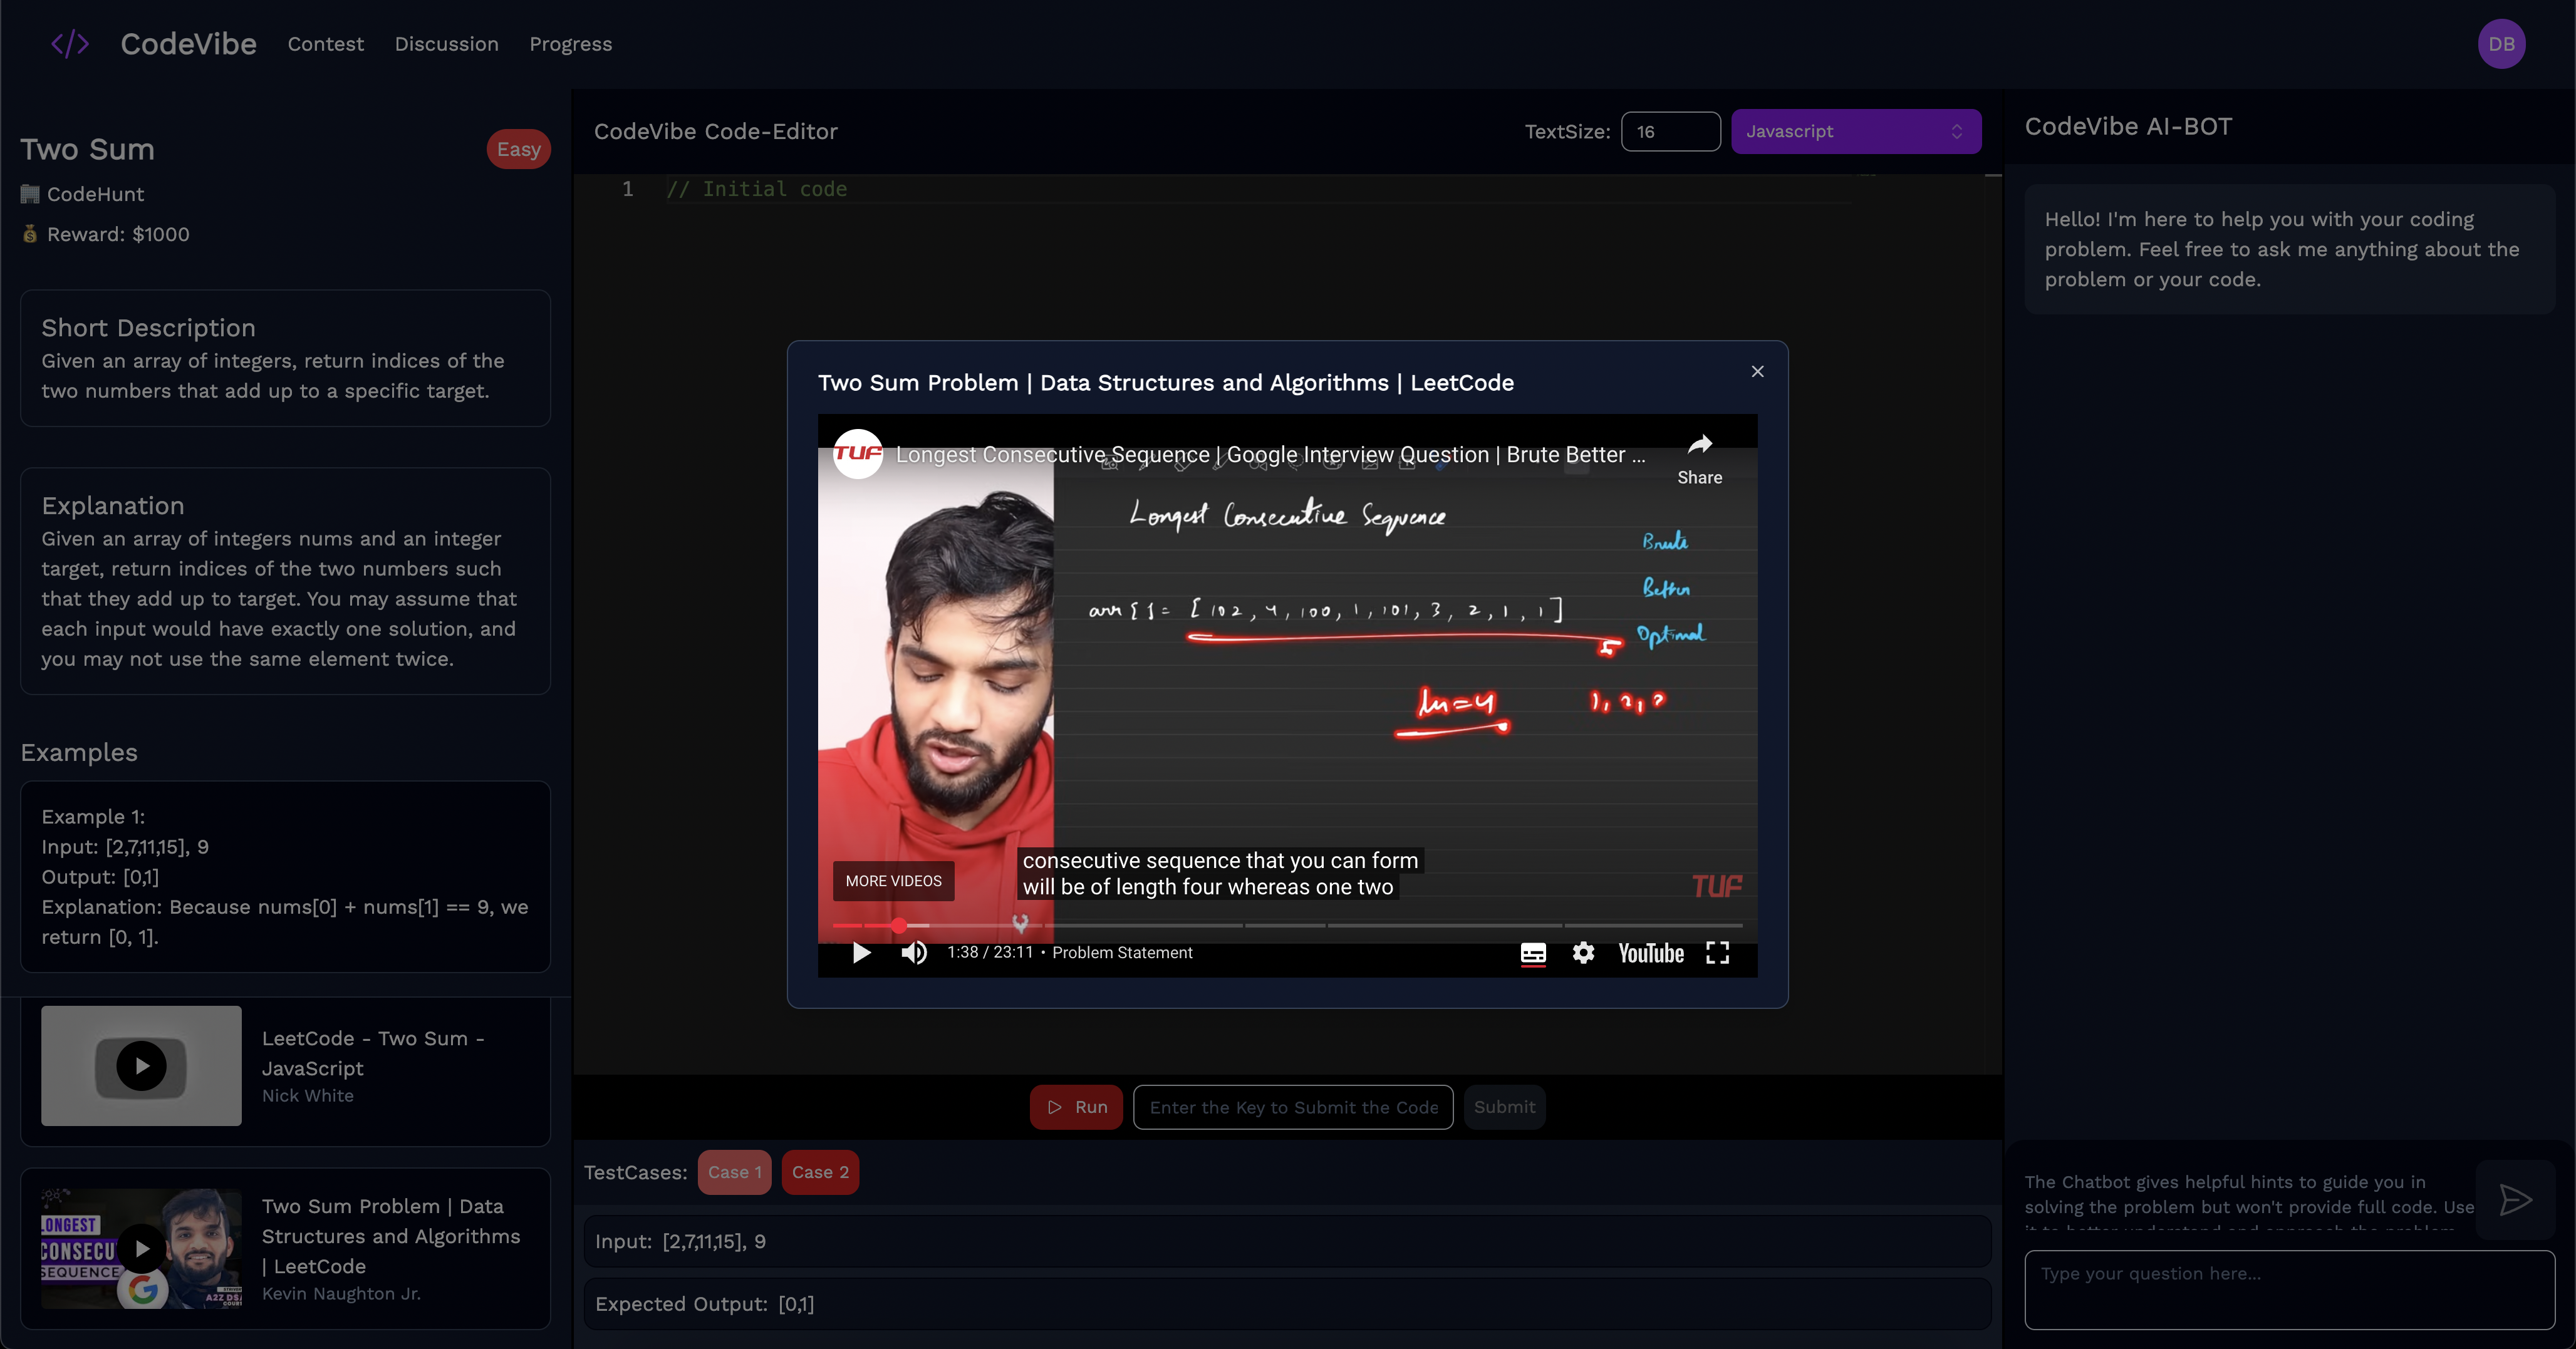 </> CodeVibe Contest Discussion Progress DB
Two Sum Easy
CodeHunt
Reward: $1000
Short Description
Given an array of integers, return indices of the
two numbers that add up to a specific target.
Explanation
Given an array of integers nums and an integer
target, return indices of the two numbers such
that they add up to target. You may assume that
each input would have exactly one solution, and
you may not use the same element twice.
Examples
Example 1:
Input: [2,7,11,15], 9
Output: [0,1]
Explanation: Because nums[0] + nums[1] == 9, we
return [0, 1].
LeetCode - Two Sum -
JavaScript
Nick White
LONGEST
CONSECU
SEQUENCE
G
A2Z DS
COURS
Two Sum Problem | Data
Structures and Algorithms
| LeetCode
Kevin Naughton Jr.
CodeVibe Code-Editor TextSize: 16 Javascript
1 // Initial code
Two Sum Problem | Data Structures and Algorithms | LeetCode
TUF Longest Consecutive Sequence | Google Interview Question | Brute Better ...
Share
Longest Consecutive Sequence
Brute
Better
Optimal
arr[] = [102, 4, 100, 1, 101, 3, 2, 1, 1]
len=4 1, 2, 
consecutive sequence that you can form
will be of length four whereas one two
MORE VIDEOS
TUF
1:38 / 23:11 • Problem Statement YouTube
Run Enter the Key to Submit the Code Submit
TestCases: Case 1 Case 2
Input: [2,7,11,15], 9
Expected Output: [0,1]
CodeVibe AI-BOT
Hello! I'm here to help you with your coding
problem. Feel free to ask me anything about the
problem or your code.
The Chatbot gives helpful hints to guide you in
solving the problem but won't provide full code. Use
it to better understand and approach the problem
Type your question here...